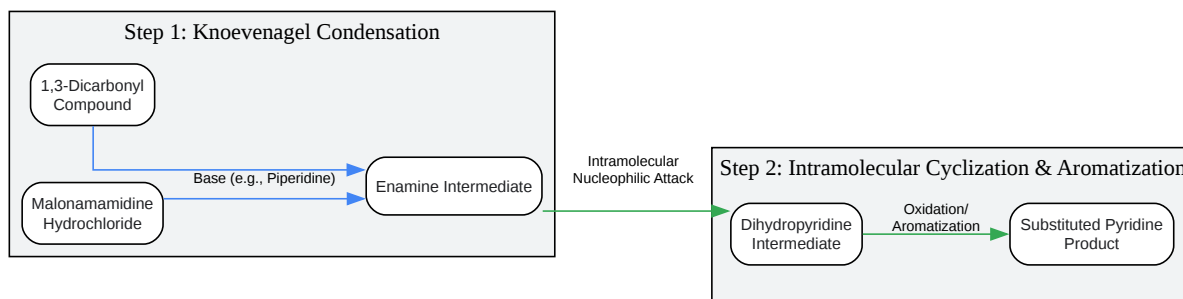 Step 1: Knoevenagel Condensation
1,3-Dicarbonyl
Compound
Base (e.g., Piperidine)
Malonamamidine
Hydrochloride
Enamine Intermediate
Intramolecular
Nucleophilic Attack
Step 2: Intramolecular Cyclization & Aromatization
Dihydropyridine
Intermediate
Oxidation/
Aromatization
Substituted Pyridine
Product